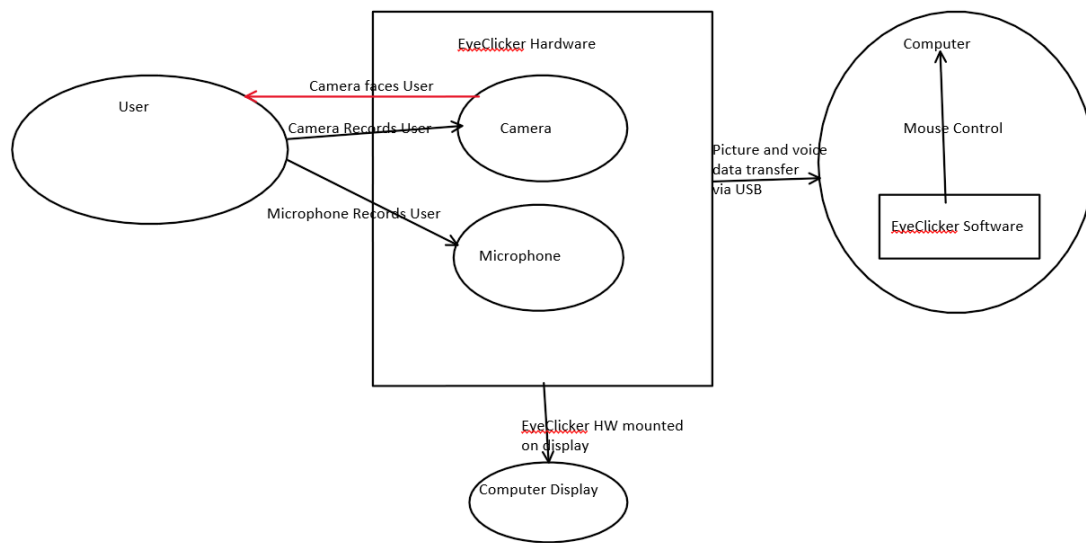 EyeClicker Hardware
Computer
Camera faces User
User
Camera Records User
Camera
Mouse Control
Picture and voice
data transfer
via USB
Microphone Records User
EyeClicker Software
Microphone
EyeClicker HW mounted
on display
Computer Display